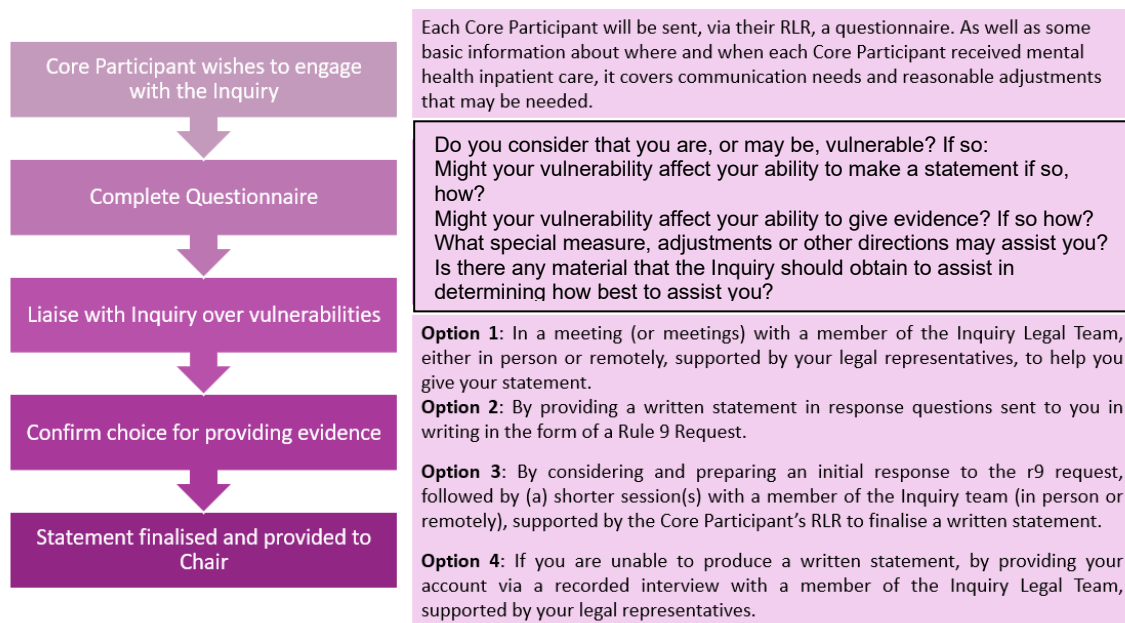 Core Participant wishes to engage
with the Inquiry
Complete Questionnaire
Liaise with Inquiry over vulnerabilities
Confirm choice for providing evidence
Statement finalised and provided to
Chair
Each Core Participant will be sent, via their RLR, a questionnaire. As well as some
basic information about where and when each Core Participant received mental
health inpatient care, it covers communication needs and reasonable adjustments
that may be needed.
Do you consider that you are, or may be, vulnerable? If so:
Might your vulnerability affect your ability to make a statement if so,
how?
Might your vulnerability affect your ability to give evidence? If so how?
What special measure, adjustments or other directions may assist you?
Is there any material that the Inquiry should obtain to assist in
determining how best to assist you?
Option 1: In a meeting (or meetings) with a member of the Inquiry Legal Team,
either in person or remotely, supported by your legal representatives, to help you
give your statement.
Option 2: By providing a written statement in response questions sent to you in
writing in the form of a Rule 9 Request.
Option 3: By considering and preparing an initial response to the r9 request,
followed by (a) shorter session(s) with a member of the Inquiry team (in person or
remotely), supported by the Core Participant's RLR to finalise a written statement.
Option 4: If you are unable to produce a written statement, by providing your
account via a recorded interview with a member of the Inquiry Legal Team,
supported by your legal representatives.